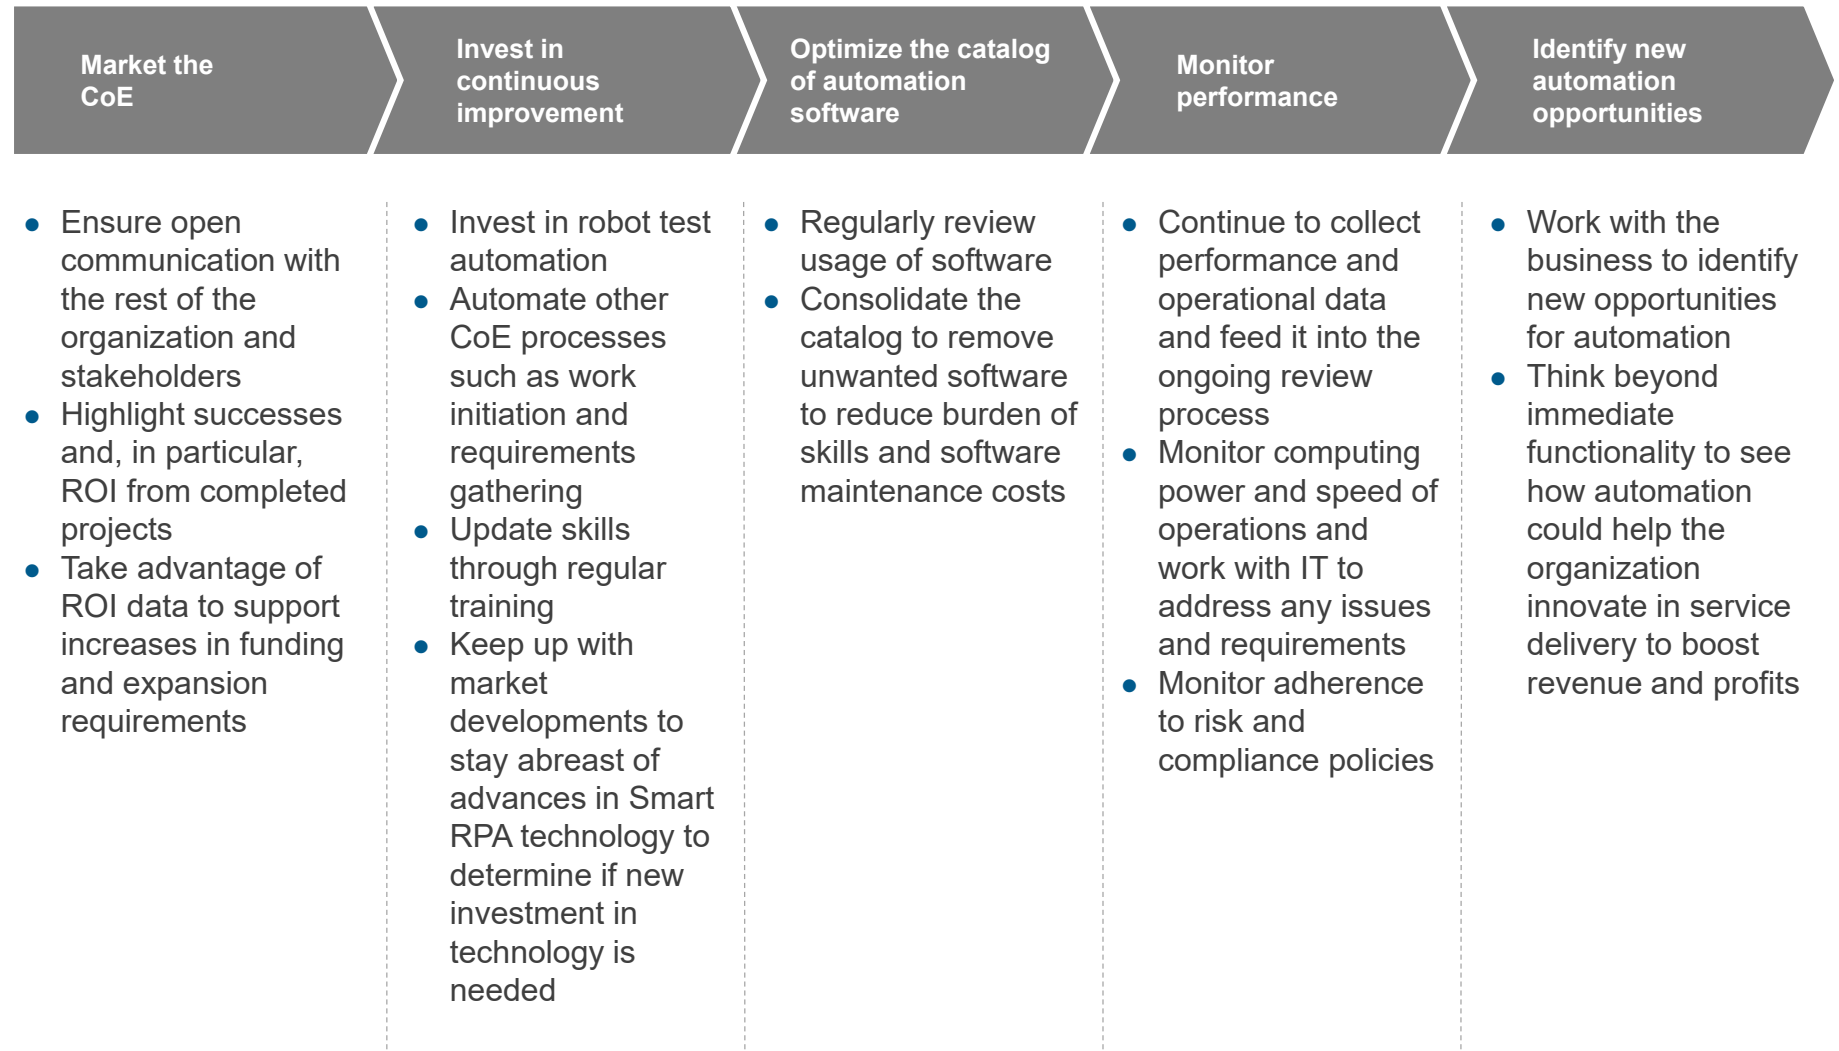 Market the
CoE
Invest in
continuous
improvement
Optimize the catalog
of automation
software
Monitor
performance
Identify new
automation
opportunities
● Ensure open
communication with
the rest of the
organization and
stakeholders
● Highlight successes
and, in particular,
ROI from completed
projects
● Take advantage of
ROI data to support
increases in funding
and expansion
requirements
● Invest in robot test
automation
● Automate other
CoE processes
such as work
initiation and
requirements
gathering
● Update skills
through regular
training
● Keep up with
market
developments to
stay abreast of
advances in Smart
RPA technology to
determine if new
investment in
technology is
needed
● Regularly review
usage of software
● Consolidate the
catalog to remove
unwanted software
to reduce burden of
skills and software
maintenance costs
● Continue to collect
performance and
operational data
and feed it into the
ongoing review
process
● Monitor computing
power and speed of
operations and
work with IT to
address any issues
and requirements
● Monitor adherence
to risk and
compliance policies
● Work with the
business to identify
new opportunities
for automation
● Think beyond
immediate
functionality to see
how automation
could help the
organization
innovate in service
delivery to boost
revenue and profits